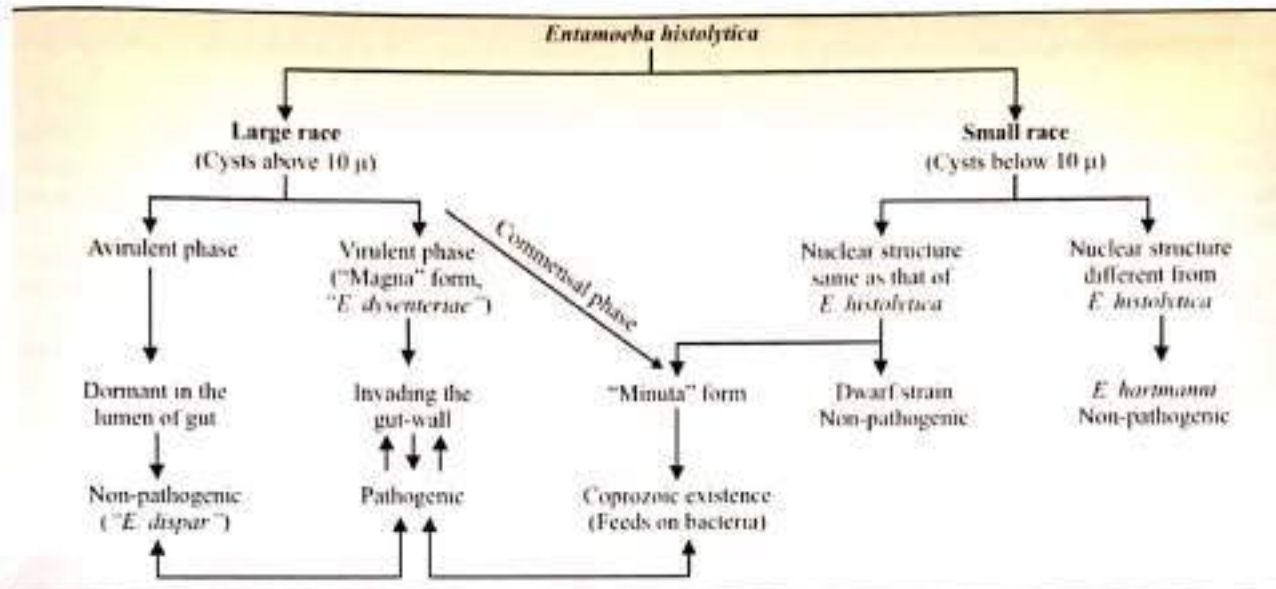 Entamoeba histolytica
Large race
(Cysts above 10 μ)
Small race
(Cysts below 10 μ)
Avirulent phase
Virulent phase
("Magna" form,
"E dysenteriae")
Commensal phase
Nuclear structure
same as that of
E histolytica
Nuclear structure
different from
E histolytica
Dormant in the
lumen of gut
Invading the
gut-wall
"Minuta" form
Dwarf strain
Non-pathogenic
E hartmanni
Non-pathogenic
Non-pathogenic
("E dispar")
Pathogenic
Coprozoic existence
(Feeds on bacteria)